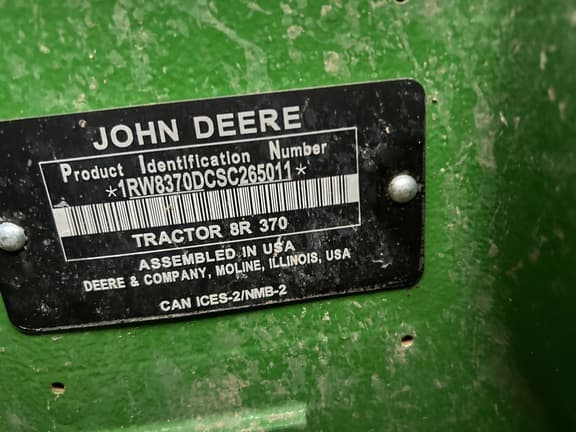 JOHN DEERE
Product Identification Number
*1RW8370DCSC265011*
TRACTOR 8R 370
ASSEMBLED IN USA
DEERE & COMPANY, MOLINE, ILLINOIS, USA
CAN ICES-2/NMB-2